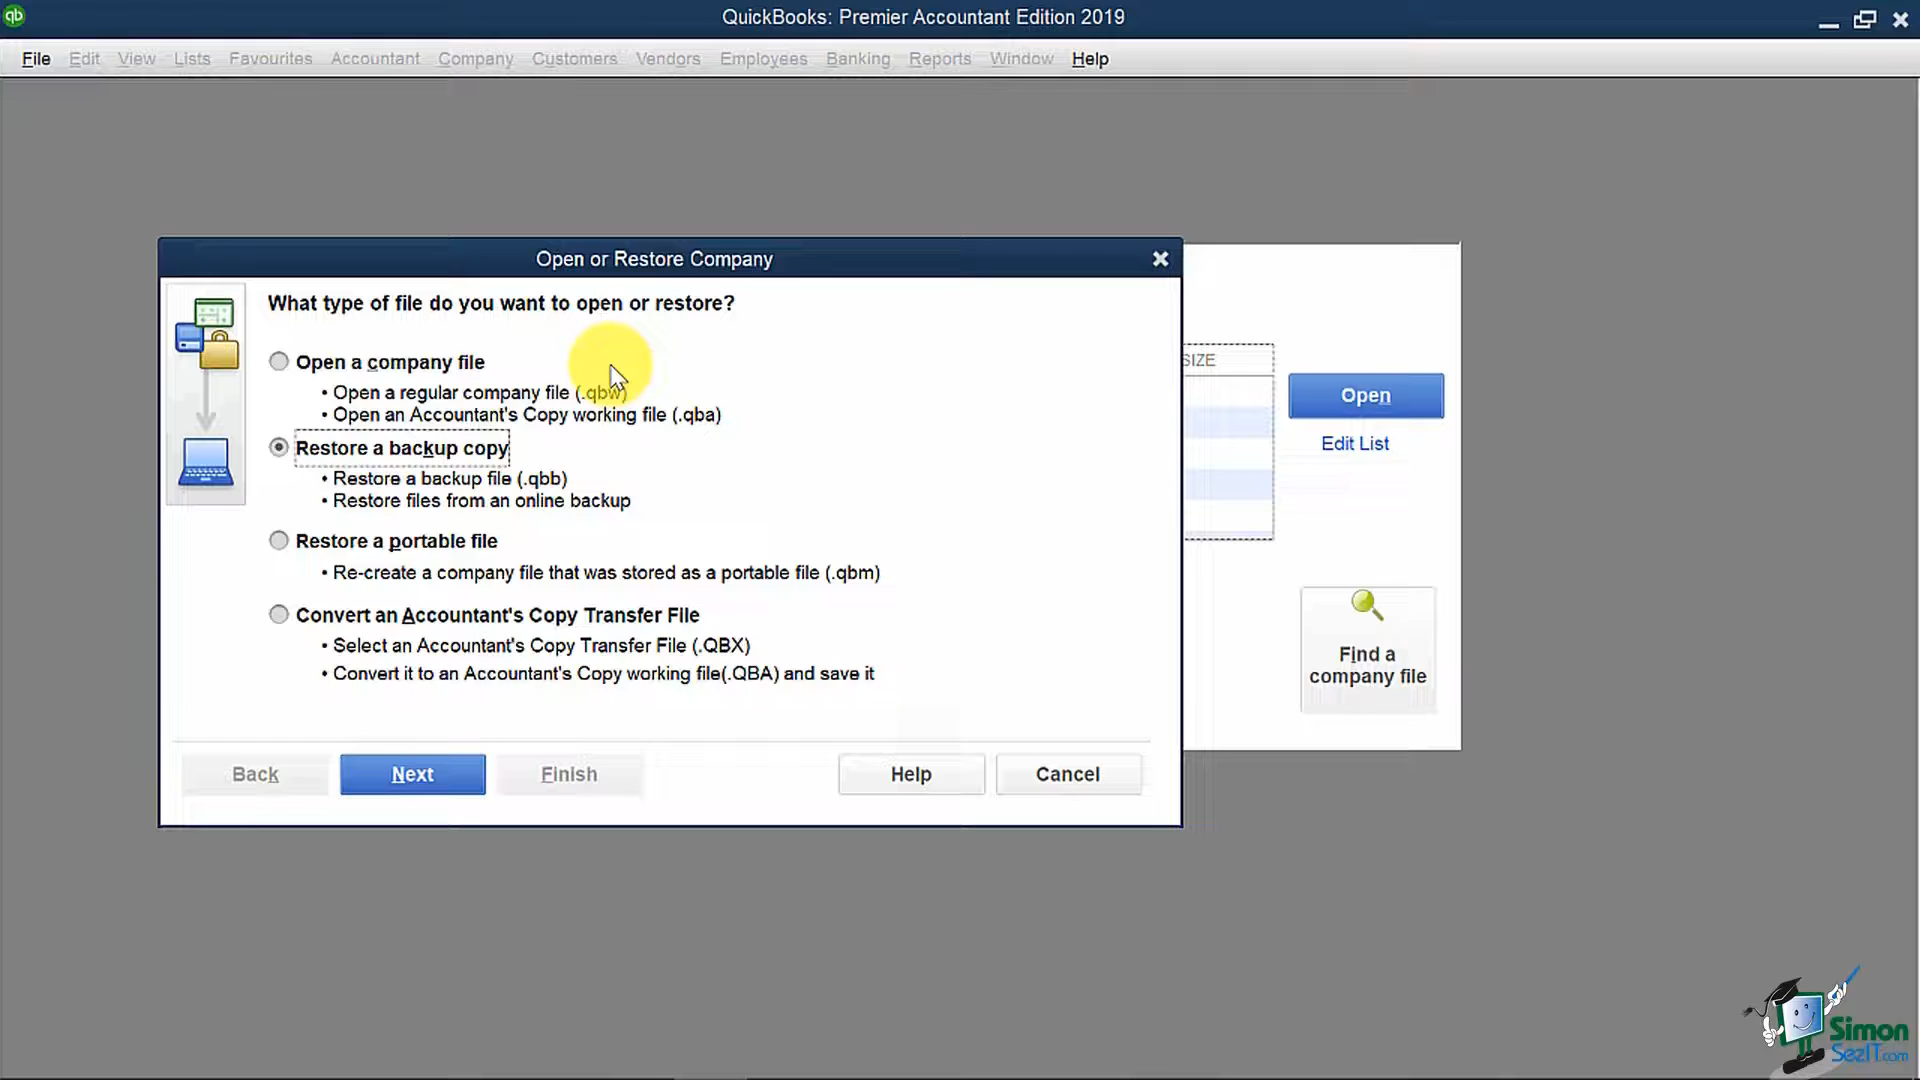 qb
QuickBooks: Premier Accountant Edition 2019
File Edit View Lists Favourites Accountant Company Customers Vendors Employees Banking Reports Window Help
Open or Restore Company
What type of file do you want to open or restore?
Open a company file
• Open a regular company file (.qbw)
• Open an Accountant's Copy working file (.qba)
Restore a backup copy
• Restore a backup file (.qbb)
• Restore files from an online backup
Restore a portable file
• Re-create a company file that was stored as a portable file (.qbm)
Convert an Accountant's Copy Transfer File
• Select an Accountant's Copy Transfer File (.QBX)
• Convert it to an Accountant's Copy working file(.QBA) and save it
Back Next Finish Help Cancel
SIZE
Open
Edit List
Find a
company file
Simon
SezIT.com